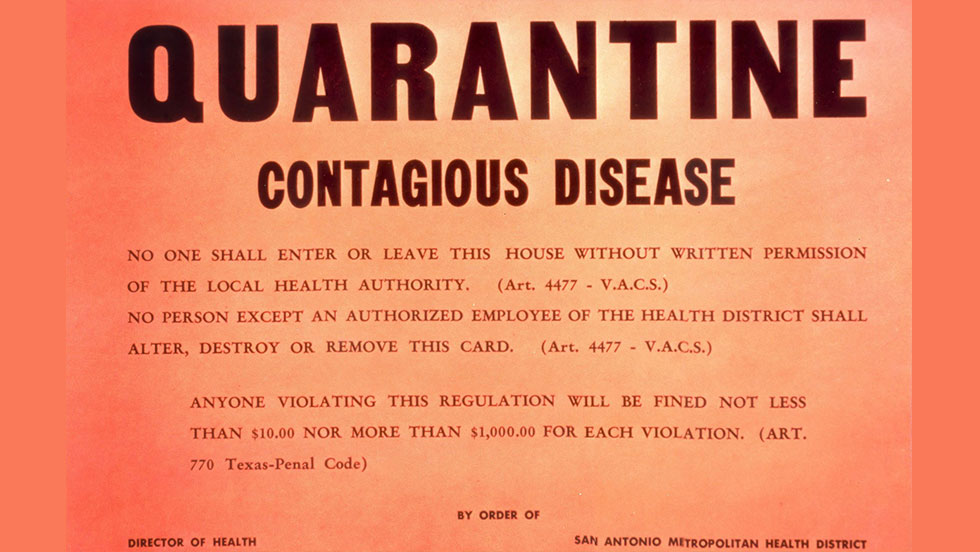 QUARANTINE
CONTAGIOUS DISEASE
NO ONE SHALL ENTER OR LEAVE THIS HOUSE WITHOUT WRITTEN PERMISSION
OF THE LOCAL HEALTH AUTHORITY. (Art. 4477 - V.A.C.S.)
NO PERSON EXCEPT AN AUTHORIZED EMPLOYEE OF THE HEALTH DISTRICT SHALL
ALTER, DESTROY OR REMOVE THIS CARD. (Art. 4477 - V.A.C.S.)
ANYONE VIOLATING THIS REGULATION WILL BE FINED NOT LESS
THAN $10.00 NOR MORE THAN $1,000.00 FOR EACH VIOLATION. (ART.
770 Texas-Penal Code)
BY ORDER OF
DIRECTOR OF HEALTH SAN ANTONIO METROPOLITAN HEALTH DISTRICT